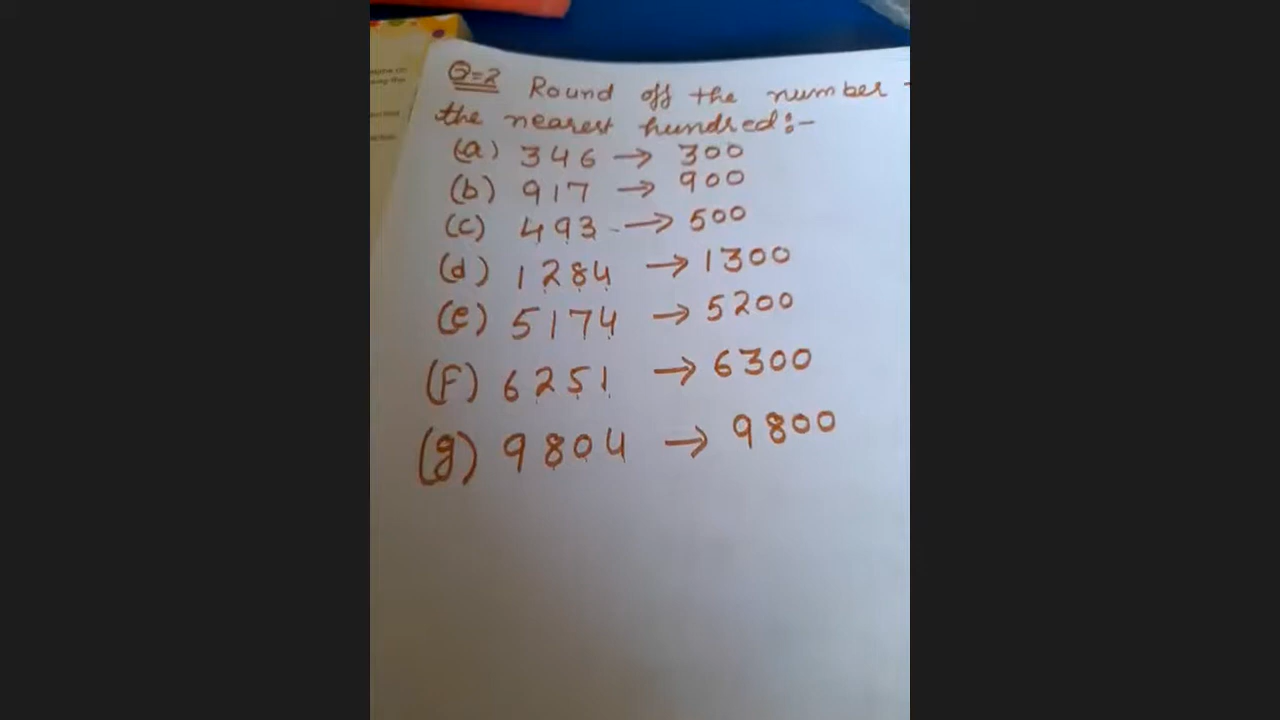 Q=2 Round off the number
the nearest hundred:-
(a) 346 → 300
(b) 917 → 900
(c) 493 → 500
(d) 1284 → 1300
(e) 5174 → 5200
(F) 6251 → 6300
(g) 9804 → 9800